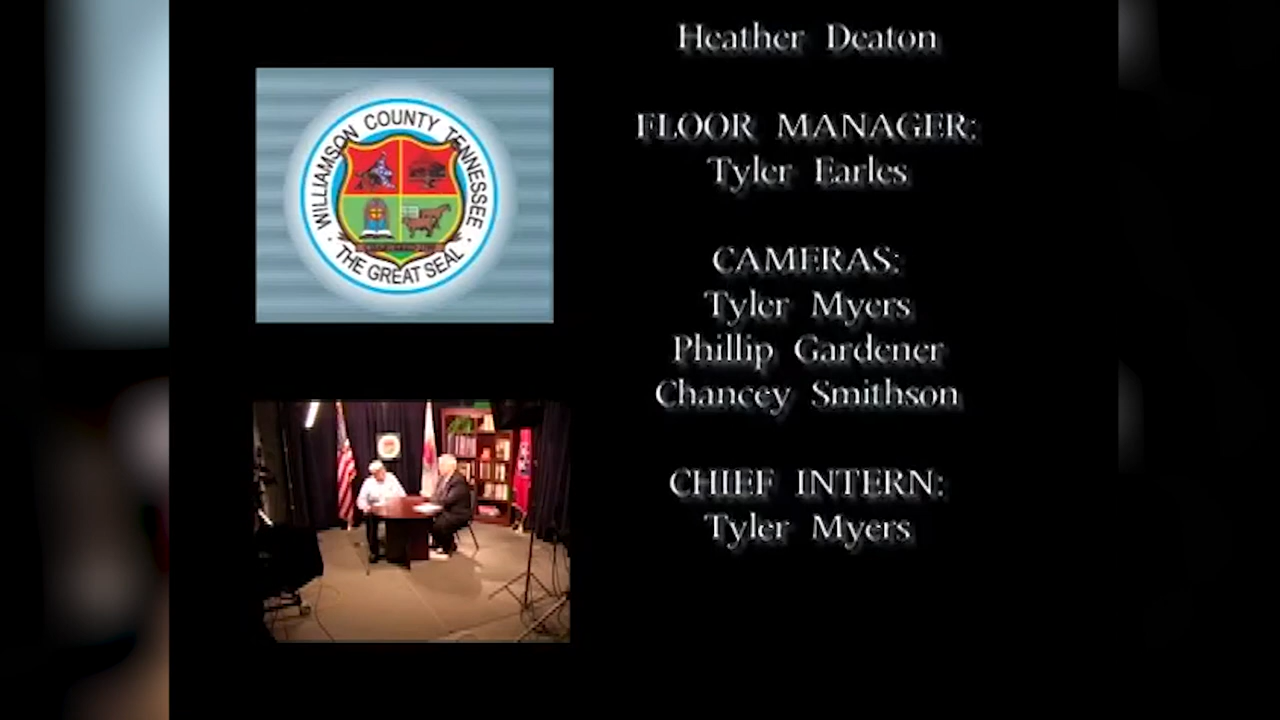 Heather Deaton
FLOOR MANAGER:
Tyler Earles
CAMERAS:
Tyler Myers
Phillip Gardener
Chancey Smithson
CHIEF INTERN:
Tyler Myers
WILLIAMSON COUNTY TENNESSEE
THE GREAT SEAL